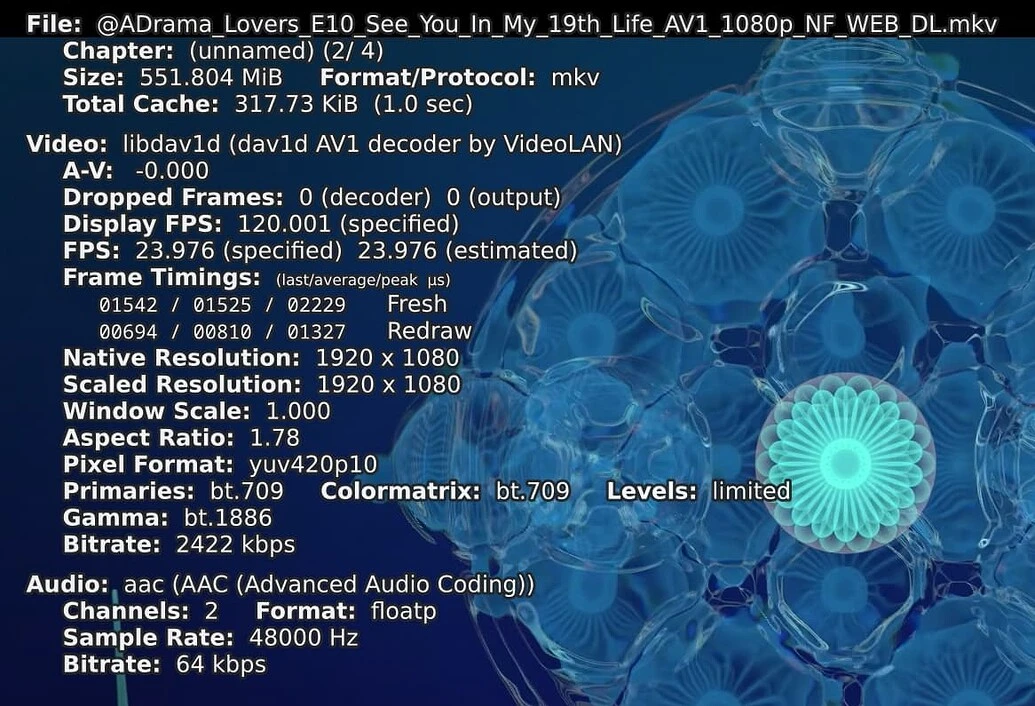 File: @ADrama_Lovers_E10_See_You_In_My_19th_Life_AV1_1080p_NF_WEB_DL.mkv
Chapter: (unnamed) (2/ 4)
Size: 551.804 MiB Format/Protocol: mkv
Total Cache: 317.73 KiB (1.0 sec)
Video: libdav1d (dav1d AV1 decoder by VideoLAN)
A-V: -0.000
Dropped Frames: 0 (decoder) 0 (output)
Display FPS: 120.001 (specified)
FPS: 23.976 (specified) 23.976 (estimated)
Frame Timings: (last/average/peak μs)
01542 / 01525 / 02229 Fresh
00694 / 00810 / 01327 Redraw
Native Resolution: 1920 x 1080
Scaled Resolution: 1920 x 1080
Window Scale: 1.000
Aspect Ratio: 1.78
Pixel Format: yuv420p10
Primaries: bt.709 Colormatrix: bt.709 Levels: limited
Gamma: bt.1886
Bitrate: 2422 kbps
Audio: aac (AAC (Advanced Audio Coding))
Channels: 2 Format: floatp
Sample Rate: 48000 Hz
Bitrate: 64 kbps